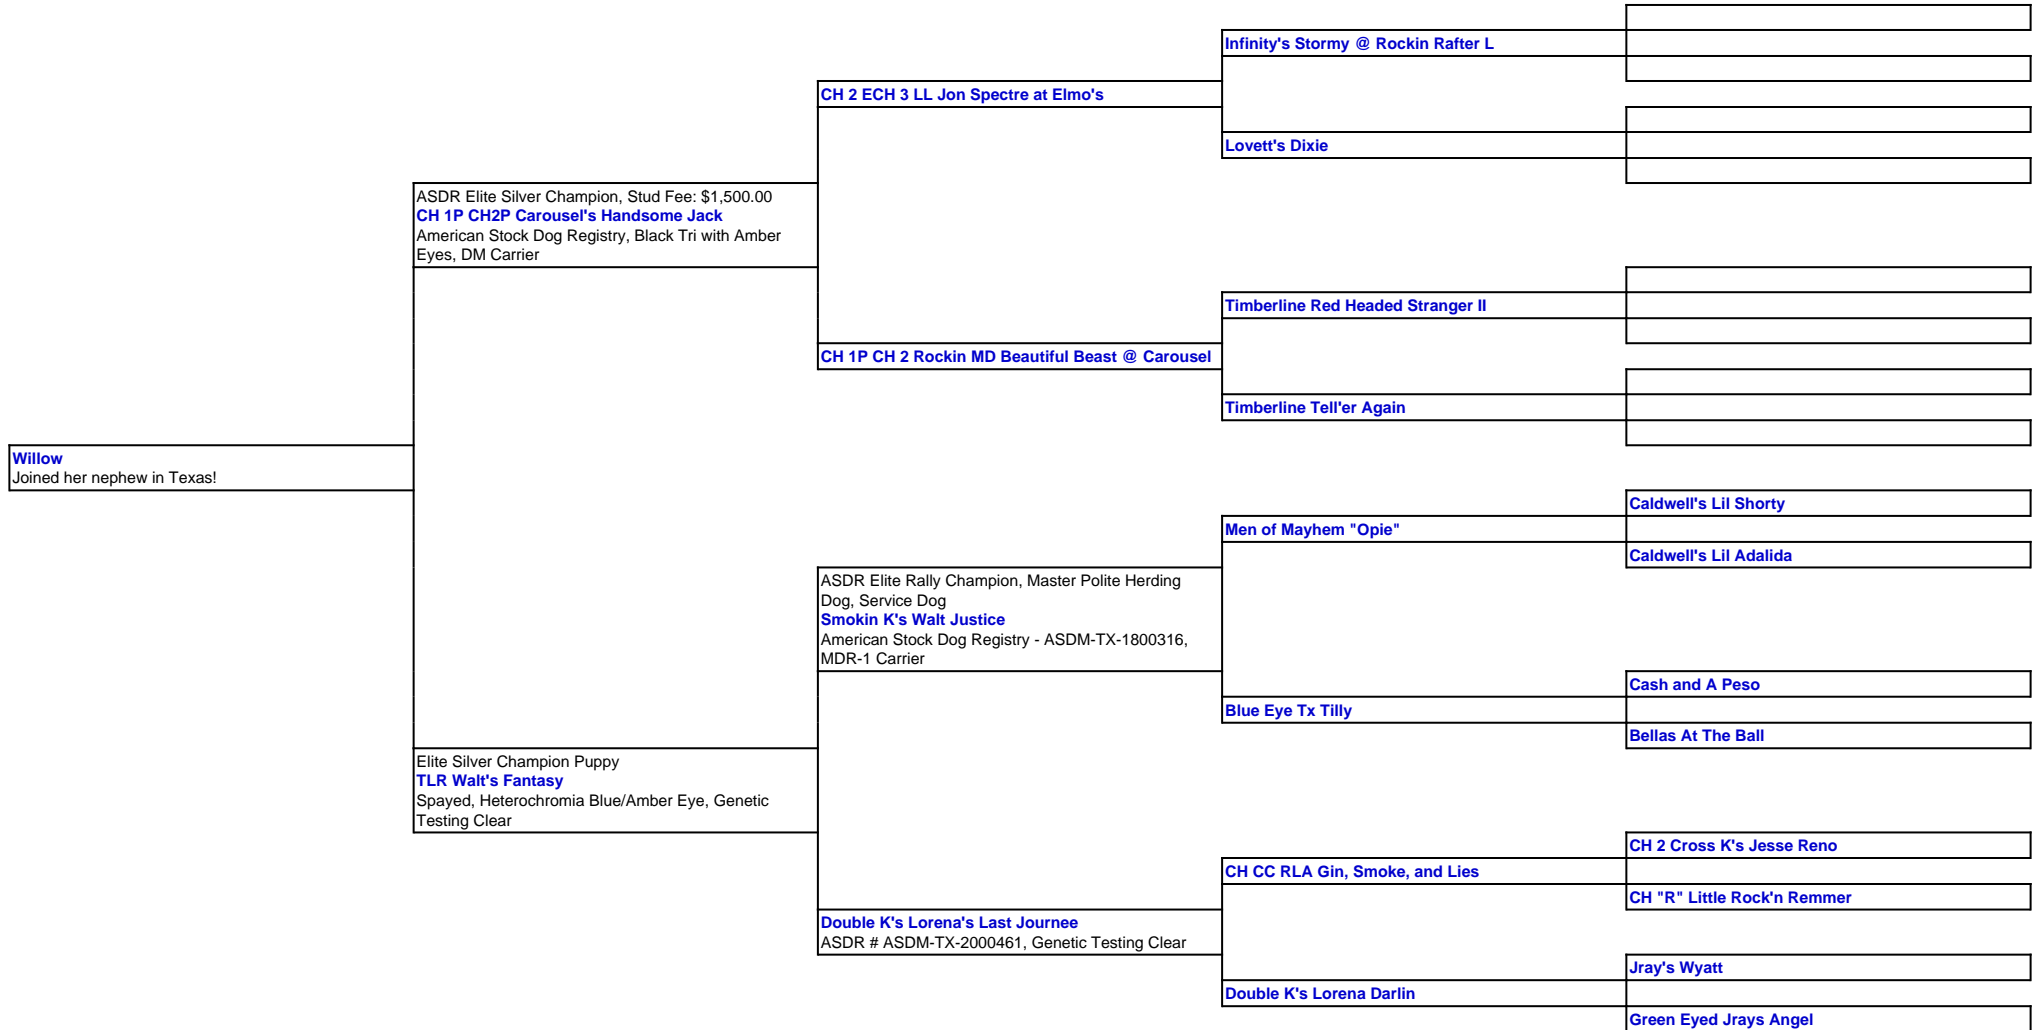 Infinity's Stormy @ Rockin Rafter L
CH 2 ECH 3 LL Jon Spectre at Elmo's
Lovett's Dixie
ASDR Elite Silver Champion, Stud Fee: $1,500.00
CH 1P CH2P Carousel's Handsome Jack
American Stock Dog Registry, Black Tri with Amber
Eyes, DM Carrier
Timberline Red Headed Stranger II
CH 1P CH 2 Rockin MD Beautiful Beast @ Carousel
Timberline Tell'er Again
Willow
Joined her nephew in Texas!
Caldwell's Lil Shorty
Men of Mayhem "Opie"
Caldwell's Lil Adalida
ASDR Elite Rally Champion, Master Polite Herding
Dog, Service Dog
Smokin K's Walt Justice
American Stock Dog Registry - ASDM-TX-1800316,
MDR-1 Carrier
Cash and A Peso
Blue Eye Tx Tilly
Bellas At The Ball
Elite Silver Champion Puppy
TLR Walt's Fantasy
Spayed, Heterochromia Blue/Amber Eye, Genetic
Testing Clear
CH 2 Cross K's Jesse Reno
CH CC RLA Gin, Smoke, and Lies
CH "R" Little Rock'n Remmer
Double K's Lorena's Last Journee
ASDR # ASDM-TX-2000461, Genetic Testing Clear
Jray's Wyatt
Double K's Lorena Darlin
Green Eyed Jrays Angel